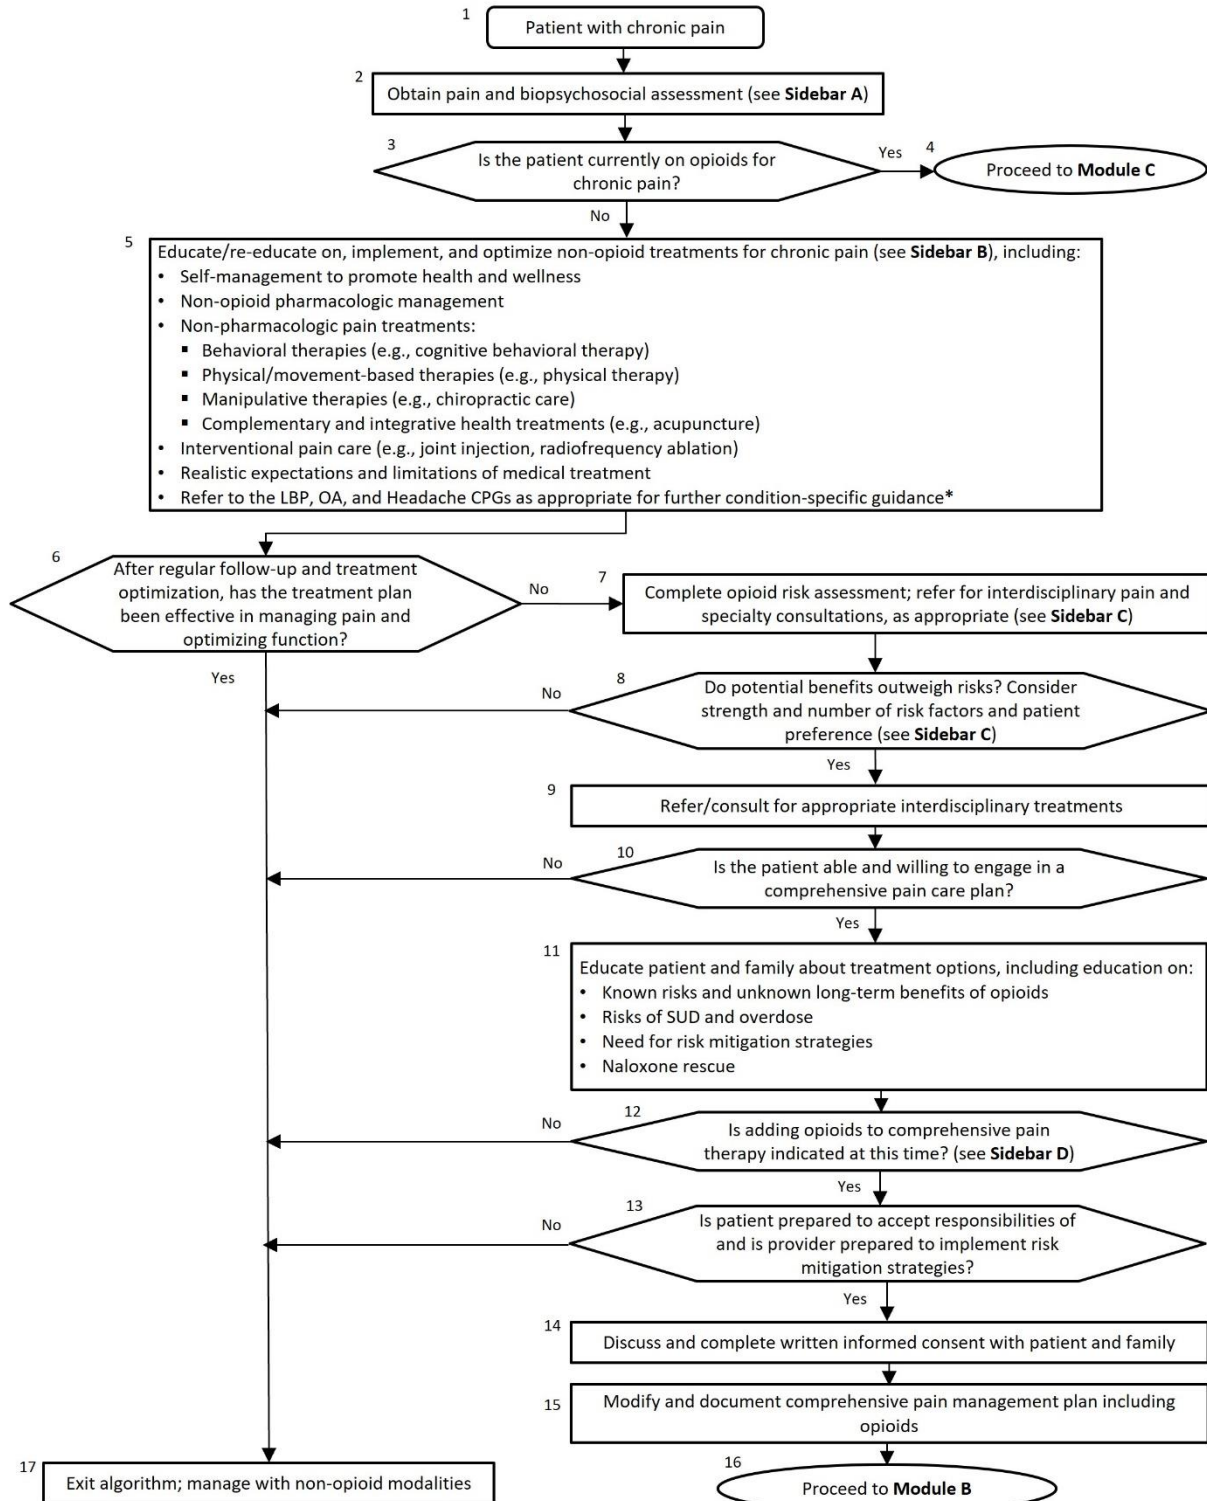 1
Patient with chronic pain
2
Obtain pain and biopsychosocial assessment (see Sidebar A)
3
Is the patient currently on opioids for
chronic pain?
Yes
4
Proceed to Module C
No
5
Educate/re-educate on, implement, and optimize non-opioid treatments for chronic pain (see Sidebar B), including:
• Self-management to promote health and wellness
• Non-opioid pharmacologic management
• Non-pharmacologic pain treatments:
▪ Behavioral therapies (e.g., cognitive behavioral therapy)
▪ Physical/movement-based therapies (e.g., physical therapy)
▪ Manipulative therapies (e.g., chiropractic care)
▪ Complementary and integrative health treatments (e.g., acupuncture)
• Interventional pain care (e.g., joint injection, radiofrequency ablation)
• Realistic expectations and limitations of medical treatment
• Refer to the LBP, OA, and Headache CPGs as appropriate for further condition-specific guidance*
6
After regular follow-up and treatment
optimization, has the treatment plan
been effective in managing pain and
optimizing function?
No
Yes
7
Complete opioid risk assessment; refer for interdisciplinary pain and
specialty consultations, as appropriate (see Sidebar C)
8
Do potential benefits outweigh risks? Consider
strength and number of risk factors and patient
preference (see Sidebar C)
No
Yes
9
Refer/consult for appropriate interdisciplinary treatments
10
Is the patient able and willing to engage in a
comprehensive pain care plan?
No
Yes
11
Educate patient and family about treatment options, including education on:
• Known risks and unknown long-term benefits of opioids
• Risks of SUD and overdose
• Need for risk mitigation strategies
• Naloxone rescue
12
Is adding opioids to comprehensive pain
therapy indicated at this time? (see Sidebar D)
No
Yes
13
Is patient prepared to accept responsibilities of
and is provider prepared to implement risk
mitigation strategies?
No
Yes
14
Discuss and complete written informed consent with patient and family
15
Modify and document comprehensive pain management plan including
opioids
16
Proceed to Module B
17
Exit algorithm; manage with non-opioid modalities